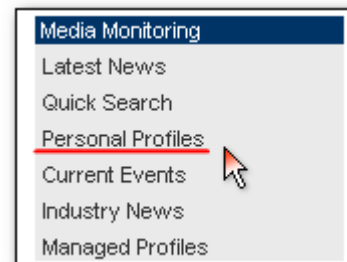 Media Monitoring
Latest News
Quick Search
Personal Profiles
Current Events
Industry News
Managed Profiles